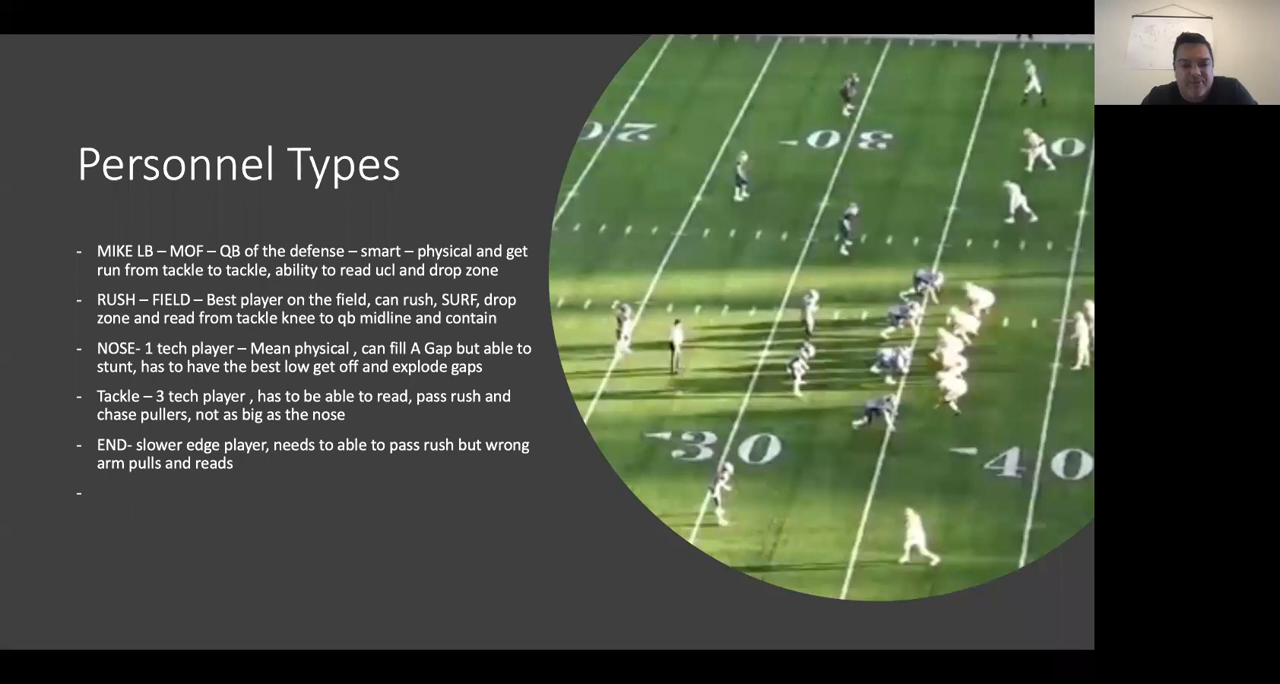 Personnel Types
- MIKE LB – MOF – QB of the defense – smart – physical and get
run from tackle to tackle, ability to read ucl and drop zone
- RUSH – FIELD – Best player on the field, can rush, SURF, drop
zone and read from tackle knee to qb midline and contain
- NOSE- 1 tech player – Mean physical , can fill A Gap but able to
stunt, has to have the best low get off and explode gaps
- Tackle – 3 tech player , has to be able to read, pass rush and
chase pullers, not as big as the nose
- END- slower edge player, needs to able to pass rush but wrong
arm pulls and reads
-
20
30
0
30
40